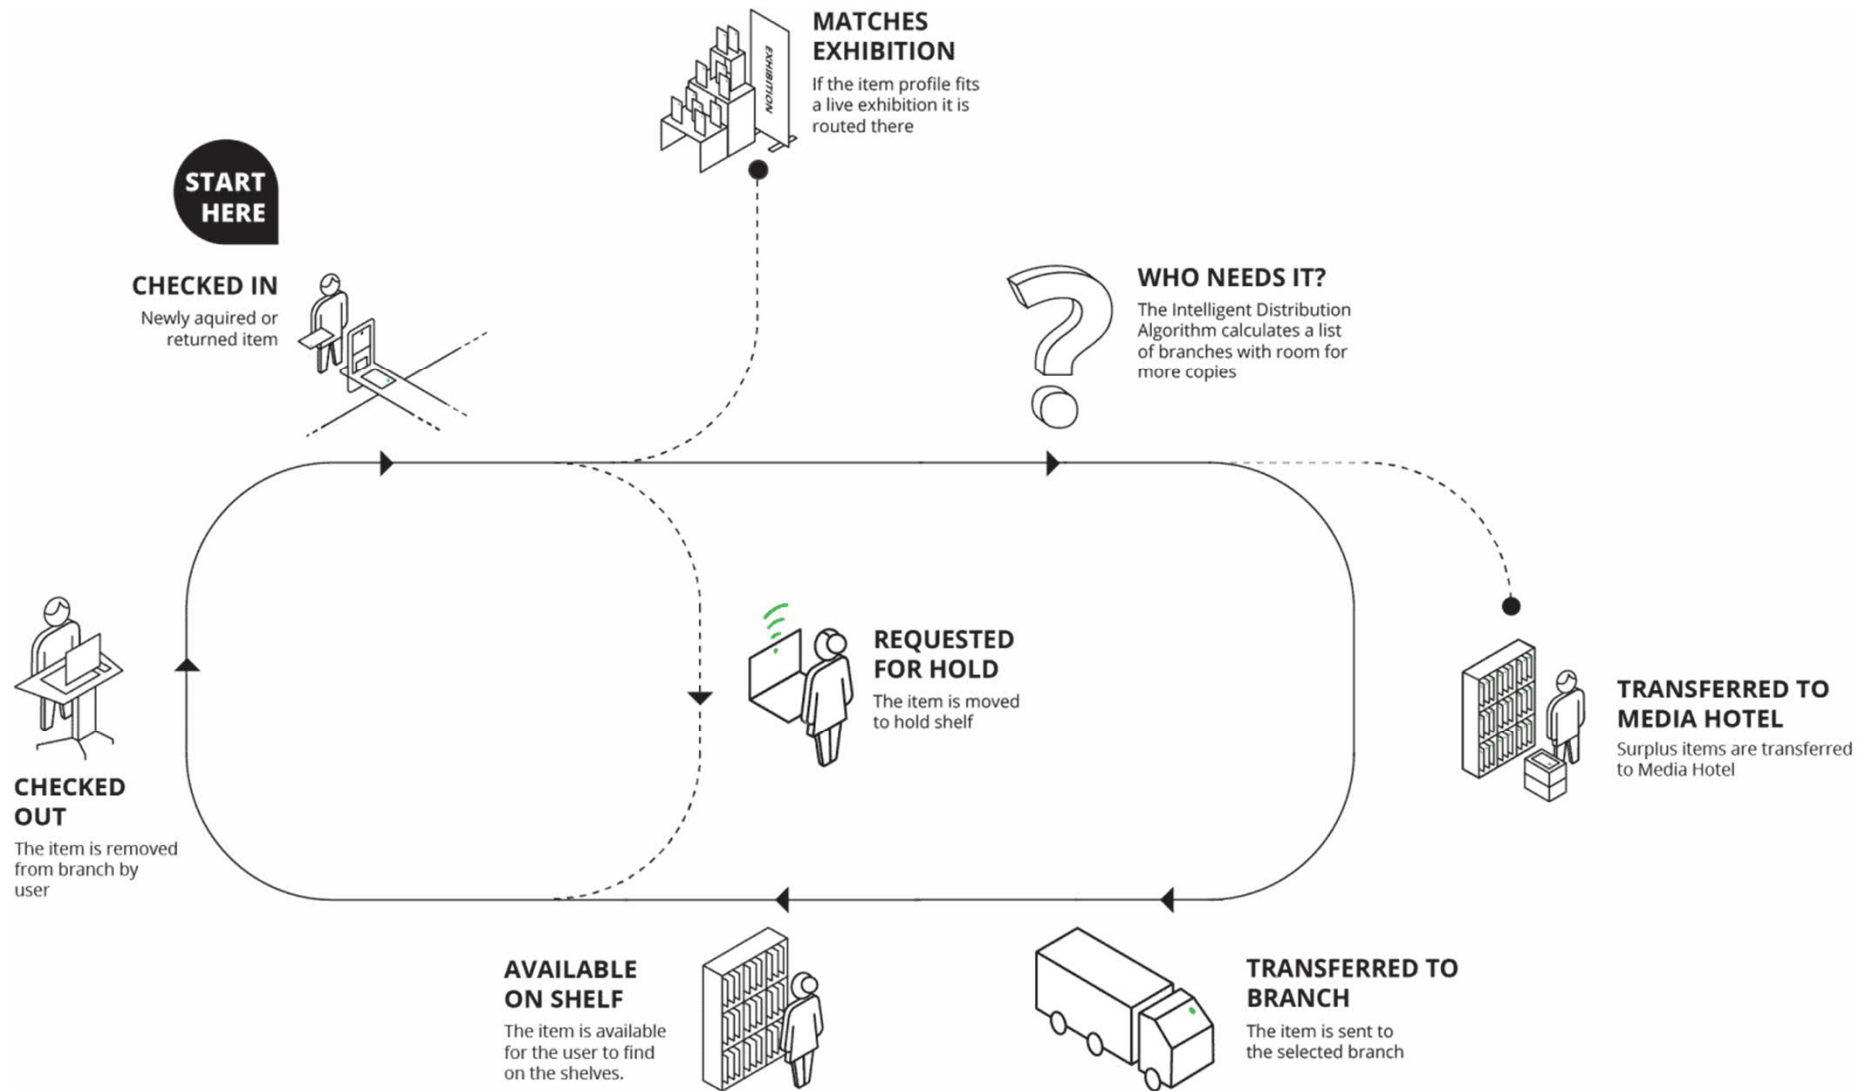 MATCHES
EXHIBITION
If the item profile fits
a live exhibition it is
routed there
EXHIBITION
START
HERE
CHECKED IN
Newly aquired or
returned item
WHO NEEDS IT?
The Intelligent Distribution
Algorithm calculates a list
of branches with room for
more copies
REQUESTED
FOR HOLD
The item is moved
to hold shelf
TRANSFERRED TO
MEDIA HOTEL
Surplus items are transferred
to Media Hotel
CHECKED
OUT
The item is removed
from branch by
user
AVAILABLE
ON SHELF
The item is available
for the user to find
on the shelves.
TRANSFERRED TO
BRANCH
The item is sent to
the selected branch